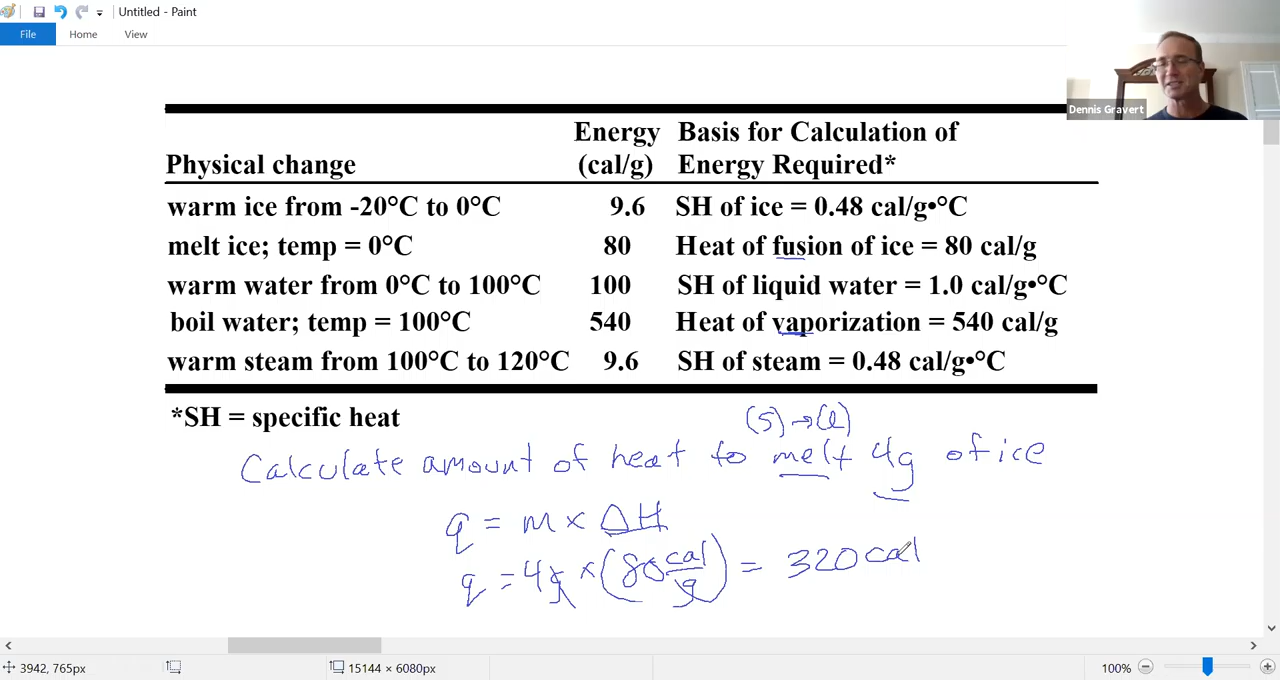 Untitled - Paint
File Home View
Dennis Gravert
Energy Basis for Calculation of
Physical change (cal/g) Energy Required*
warm ice from -20°C to 0°C 9.6 SH of ice = 0.48 cal/g•°C
melt ice; temp = 0°C 80 Heat of fusion of ice = 80 cal/g
warm water from 0°C to 100°C 100 SH of liquid water = 1.0 cal/g•°C
boil water; temp = 100°C 540 Heat of vaporization = 540 cal/g
warm steam from 100°C to 120°C 9.6 SH of steam = 0.48 cal/g•°C
*SH = specific heat
(s) → (l)
Calculate amount of heat to melt 4g of ice
q = m × ΔH
q = 4g × (80 cal/g) = 320 cal
3942, 765px 15144 × 6080px 100%